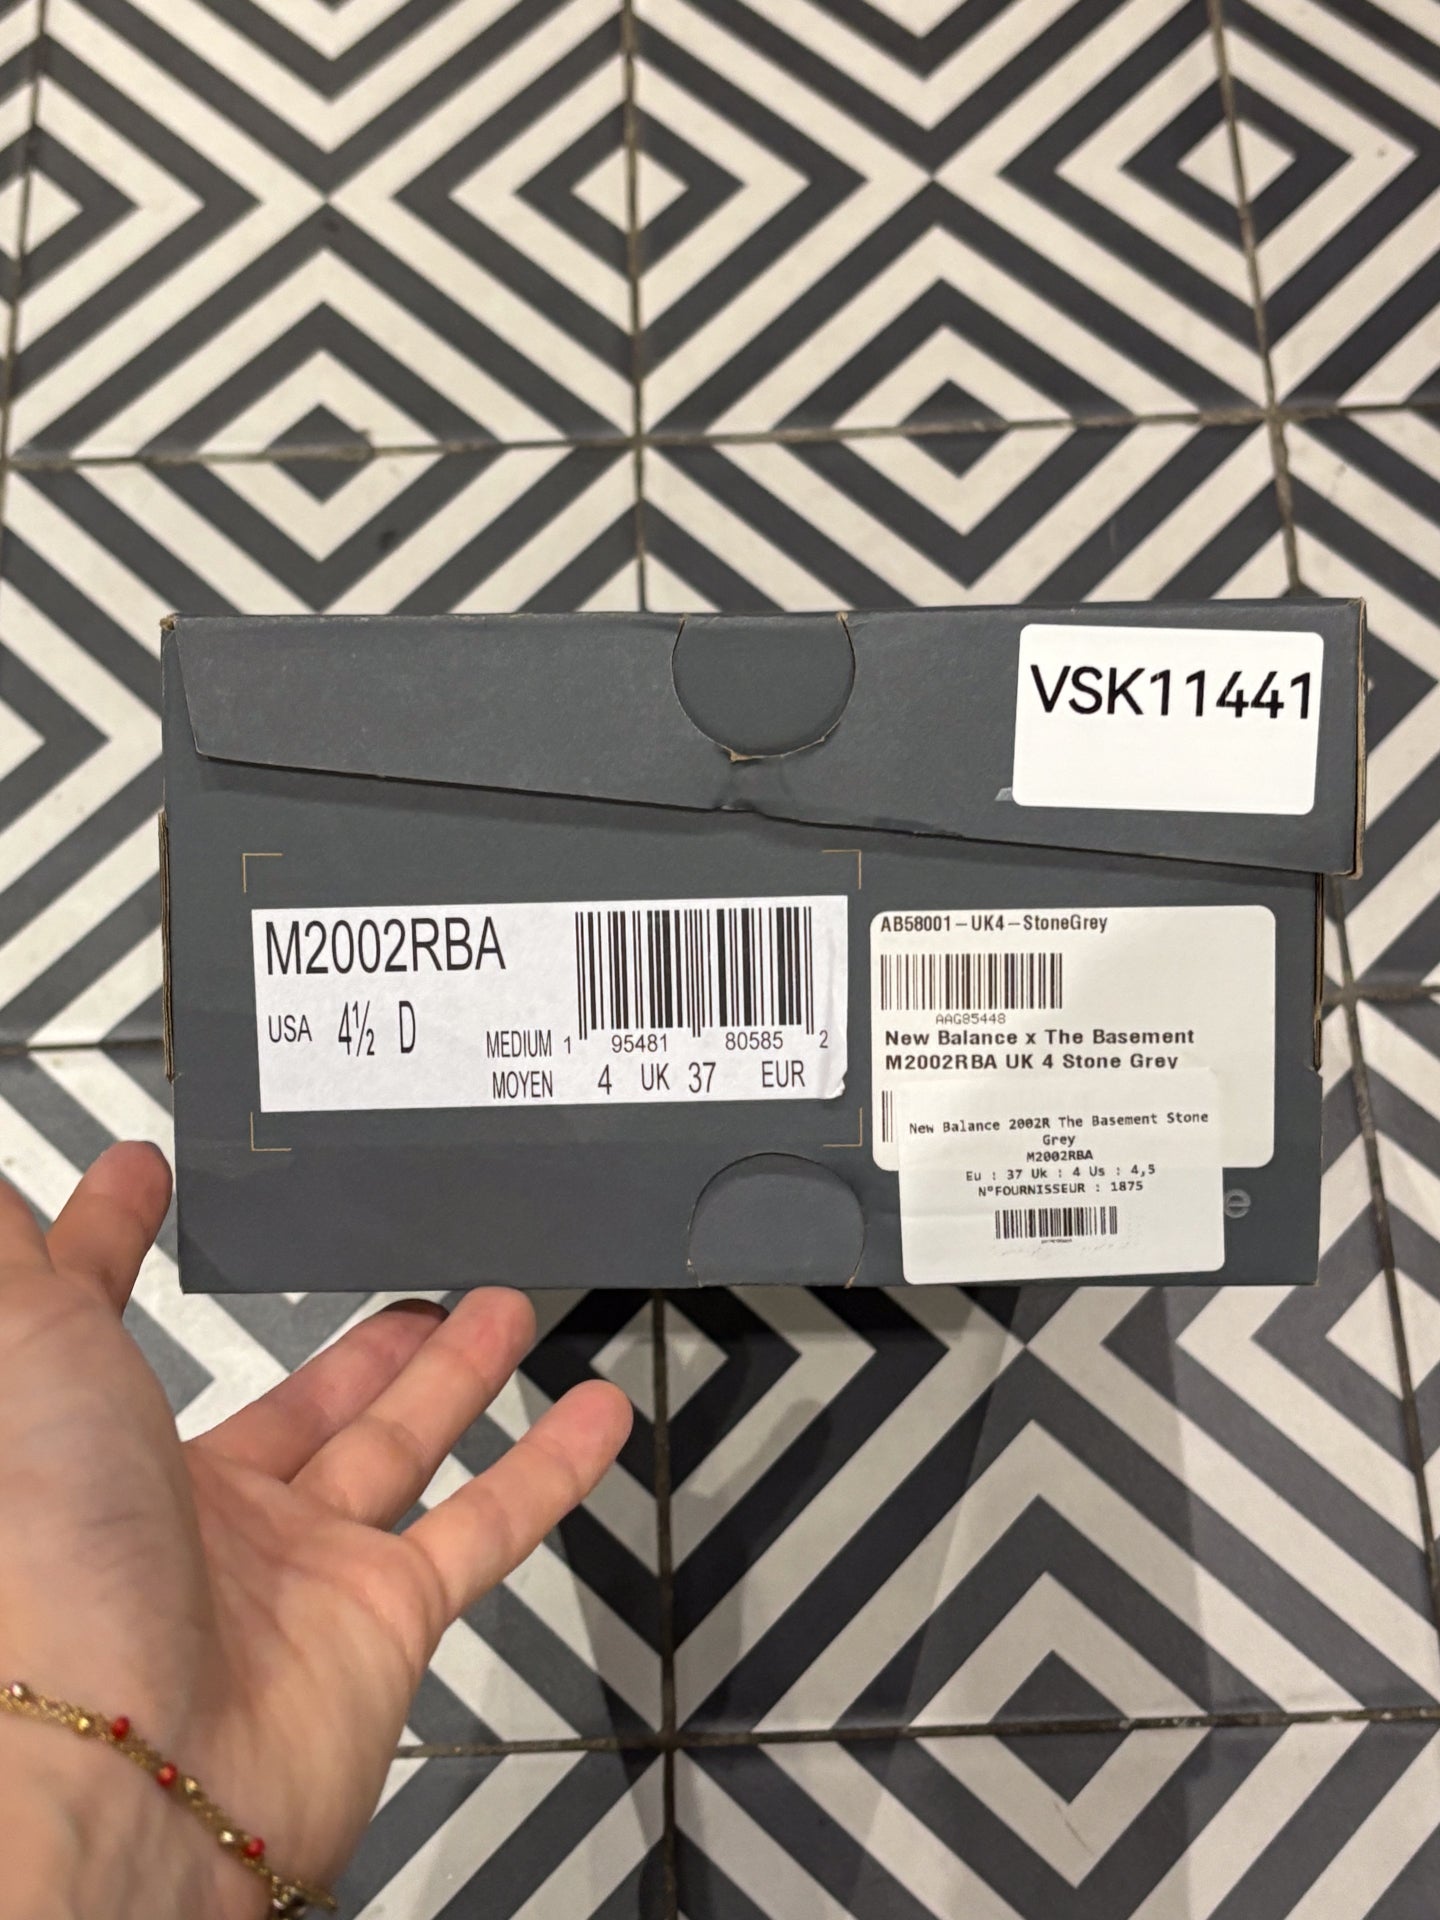 VSK11441
M2002RBA
USA 4½ D
MEDIUM 1 95481 80585 2
MOYEN 4 UK 37 EUR
AB58001-UK4-StoneGrey
AAG85448
New Balance x The Basement
M2002RBA UK 4 Stone Grey
New Balance 2002R The Basement Stone
Grey
M2002RBA
Eu : 37 Uk : 4 Us : 4,5
N°FOURNISSEUR : 1875
e